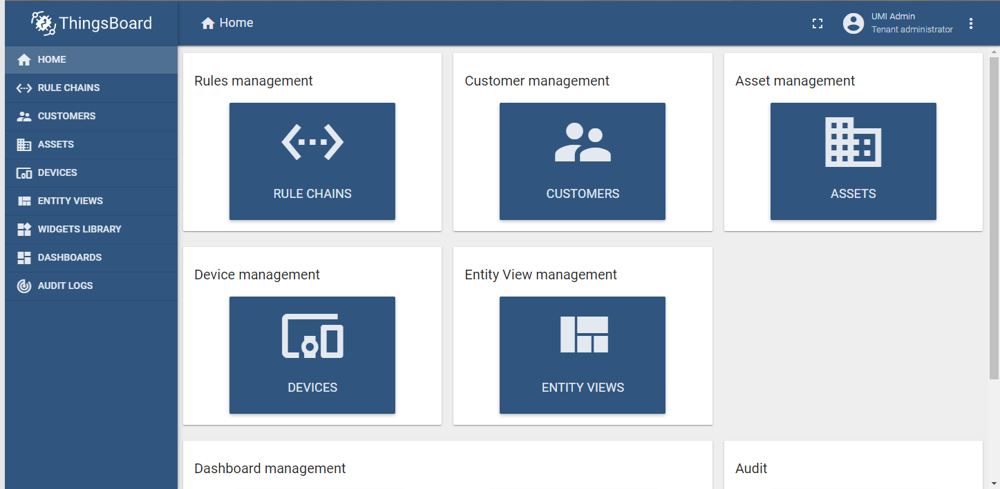 ThingsBoard
Home
UMI Admin
Tenant administrator
HOME
RULE CHAINS
CUSTOMERS
ASSETS
DEVICES
ENTITY VIEWS
WIDGETS LIBRARY
DASHBOARDS
AUDIT LOGS
Rules management
RULE CHAINS
Customer management
CUSTOMERS
Asset management
ASSETS
Device management
DEVICES
Entity View management
ENTITY VIEWS
Dashboard management
Audit